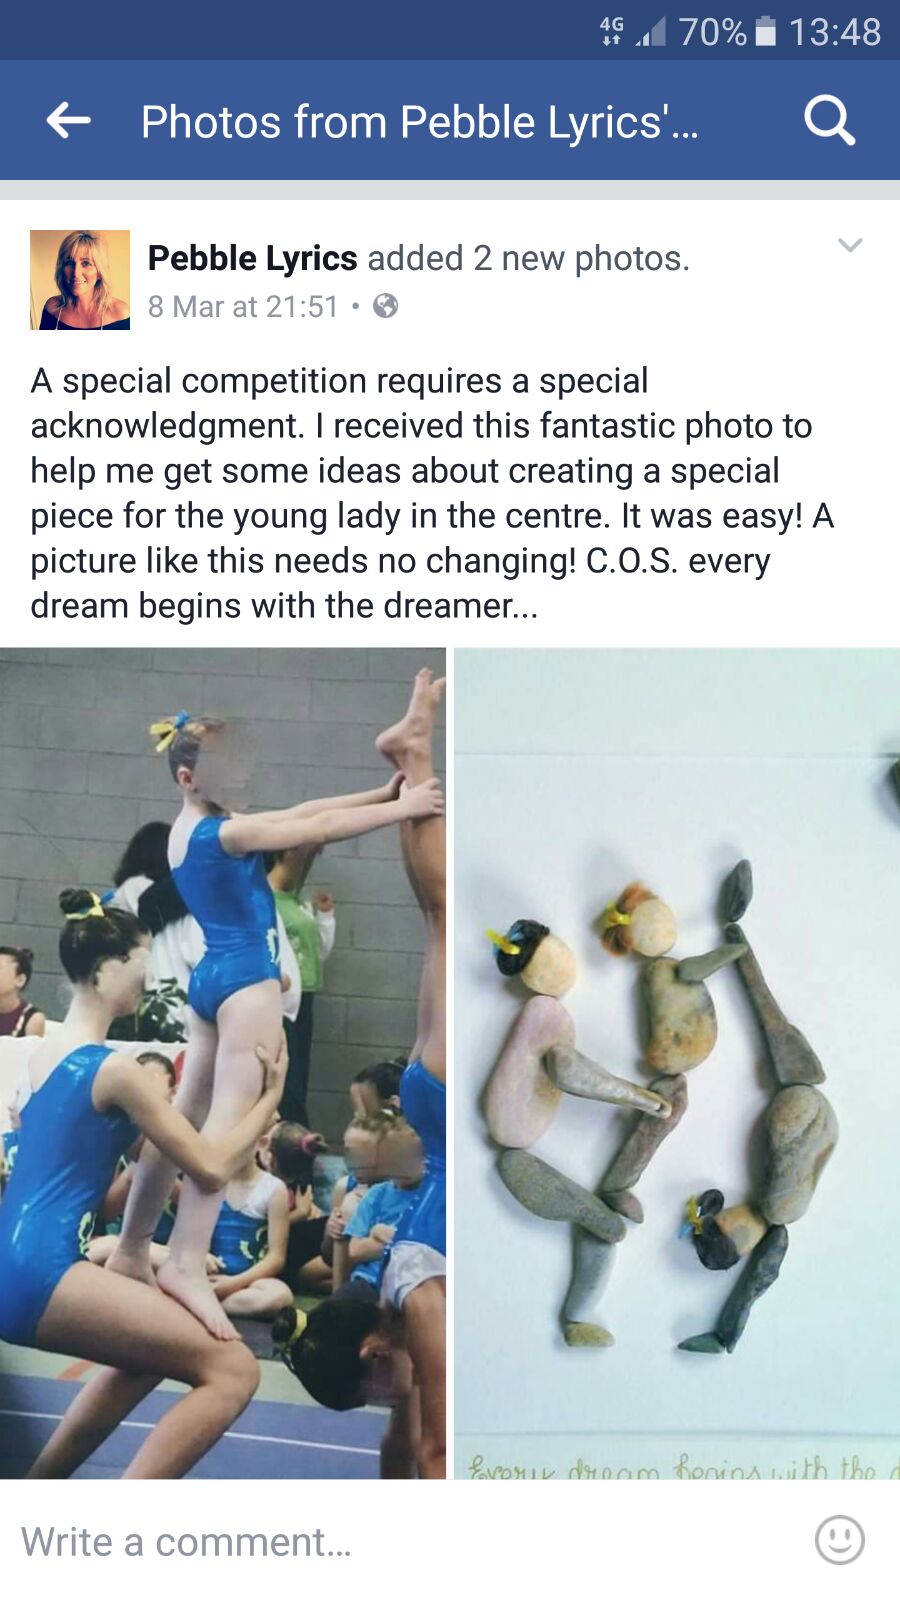 4G 70% 13:48
Photos from Pebble Lyrics'...
Pebble Lyrics added 2 new photos.
8 Mar at 21:51 •
A special competition requires a special
acknowledgment. I received this fantastic photo to
help me get some ideas about creating a special
piece for the young lady in the centre. It was easy! A
picture like this needs no changing! C.O.S. every
dream begins with the dreamer...
Every dream begins with the
Write a comment...